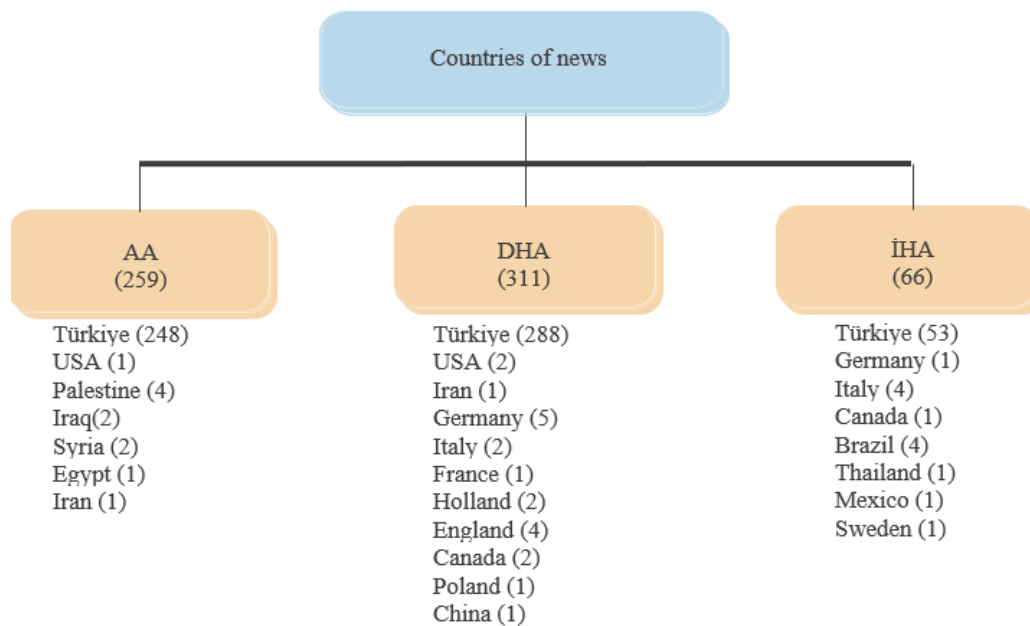 Countries of news
AA
(259)
Türkiye (248)
USA (1)
Palestine (4)
Iraq(2)
Syria (2)
Egypt (1)
Iran (1)
DHA
(311)
Türkiye (288)
USA (2)
Iran (1)
Germany (5)
Italy (2)
France (1)
Holland (2)
England (4)
Canada (2)
Poland (1)
China (1)
İHA
(66)
Türkiye (53)
Germany (1)
Italy (4)
Canada (1)
Brazil (4)
Thailand (1)
Mexico (1)
Sweden (1)